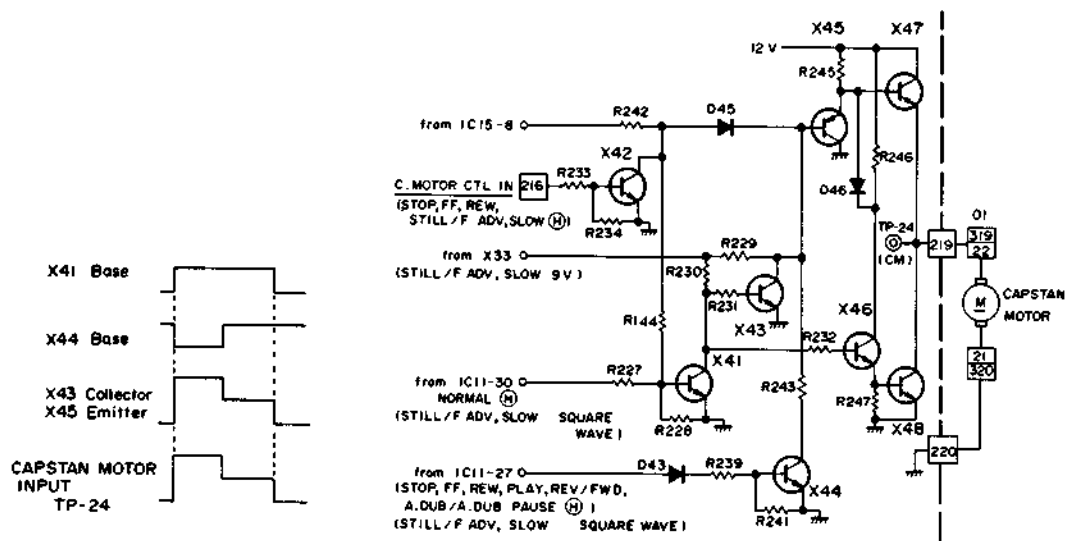 X41 Base
X44 Base
X43 Collector
X45 Emitter
CAPSTAN MOTOR
INPUT
TP-24
X45
X47
12 V
R245
R242
D45
from IC15-8
X42
R233
C. MOTOR CTL IN
216
(STOP, FF, REW,
STILL/F ADV, SLOW Ⓗ)
R234
R246
D46
TP-24
(CM)
219
01
319
22
from X33
(STILL/F ADV, SLOW 9V)
R229
R230
R231
X43
M
CAPSTAN
MOTOR
R144
X41
R232
X46
21
320
R227
from IC11-30
NORMAL Ⓗ
(STILL/F ADV, SLOW SQUARE
WAVE)
R228
R243
R247
X48
220
from IC11-27
D43
R239
X44
(STOP, FF, REW, PLAY, REV/FWD,
A.DUB/A.DUB PAUSE Ⓗ)
R241
(STILL/F ADV, SLOW SQUARE WAVE)